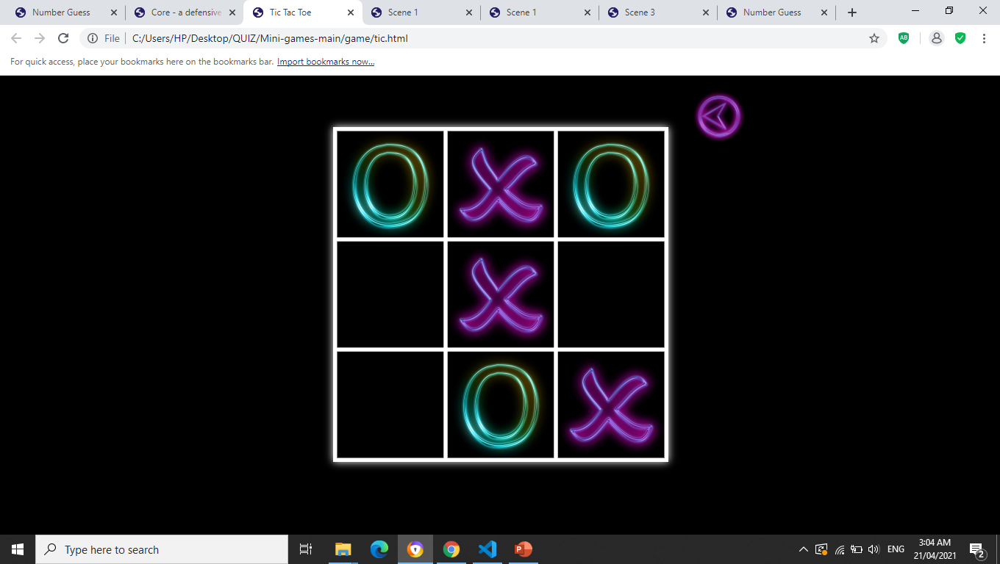 Number Guess
Core - a defensive
Tic Tac Toe
Scene 1
Scene 1
Scene 3
Number Guess
File
C:/Users/HP/Desktop/QUIZ/Mini-games-main/game/tic.html
AB
For quick access, place your bookmarks here on the bookmarks bar. Import bookmarks now...
O X O
X
O X
Type here to search
P
ENG
3:04 AM
21/04/2021
2